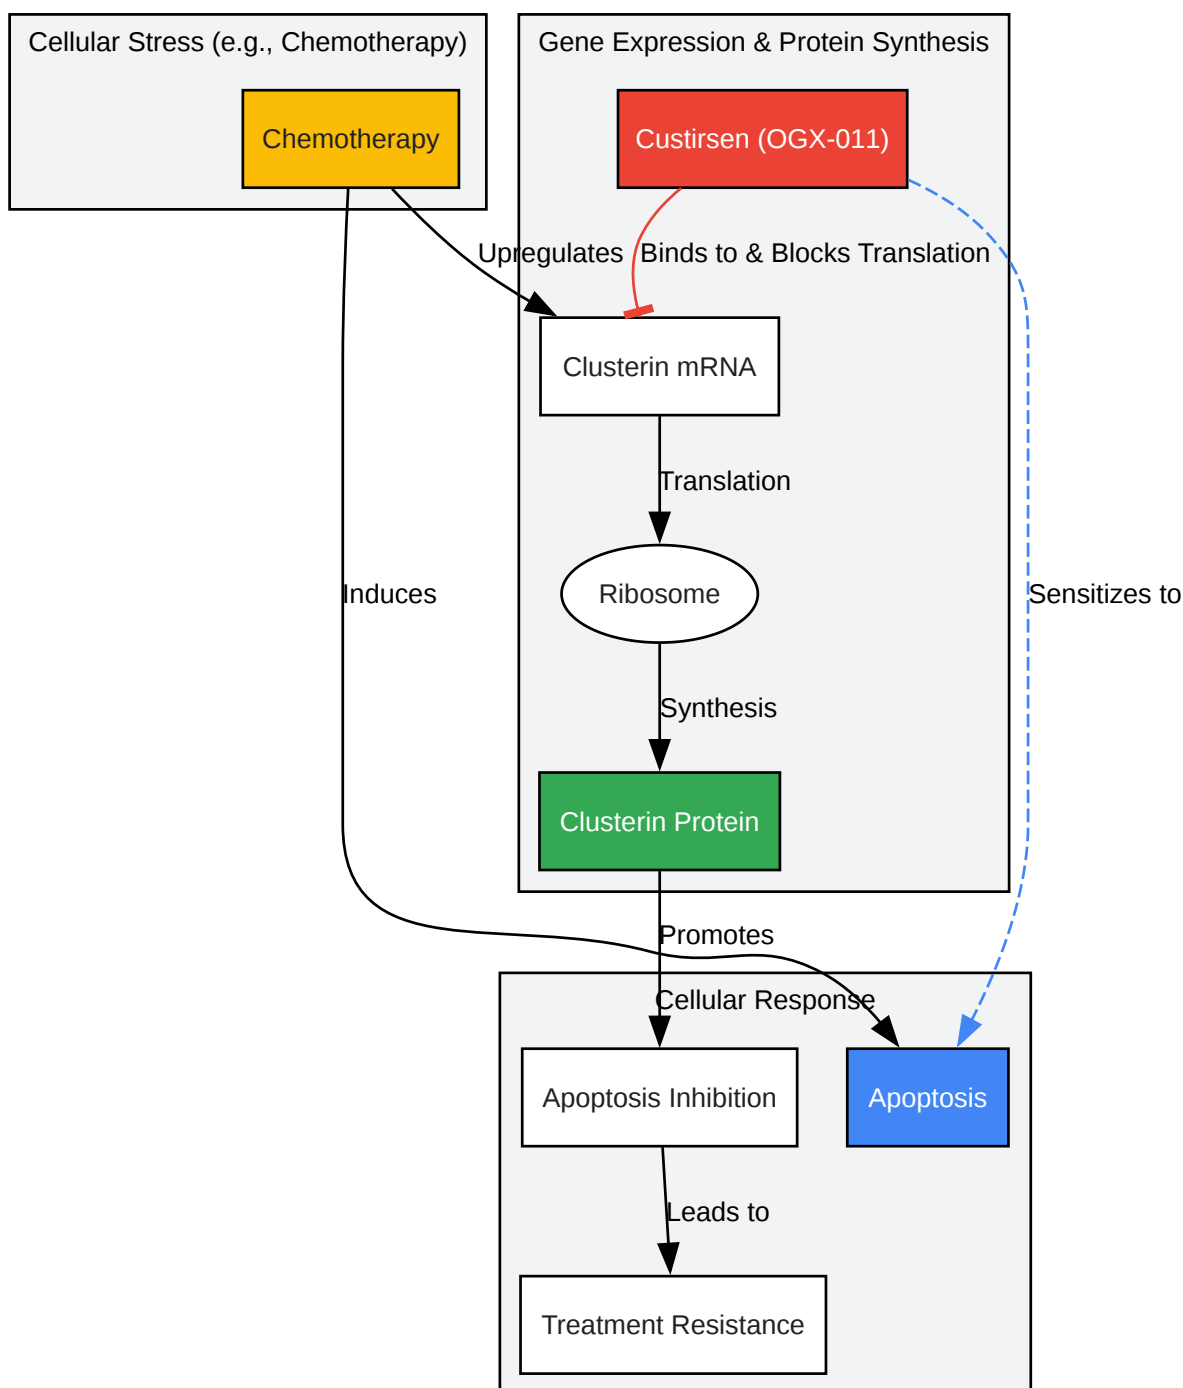 Cellular Stress (e.g., Chemotherapy)
Gene Expression & Protein Synthesis
Chemotherapy
Custirsen (OGX-011)
Upregulates
Binds to & Blocks Translation
Clusterin mRNA
Translation
Ribosome
Induces
Sensitizes to
Synthesis
Clusterin Protein
Promotes
Cellular Response
Apoptosis Inhibition
Apoptosis
Leads to
Treatment Resistance